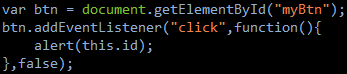 var btn = document.getElementById("myBtn");
btn.addEventListener("click",function(){
    alert(this.id);
},false);